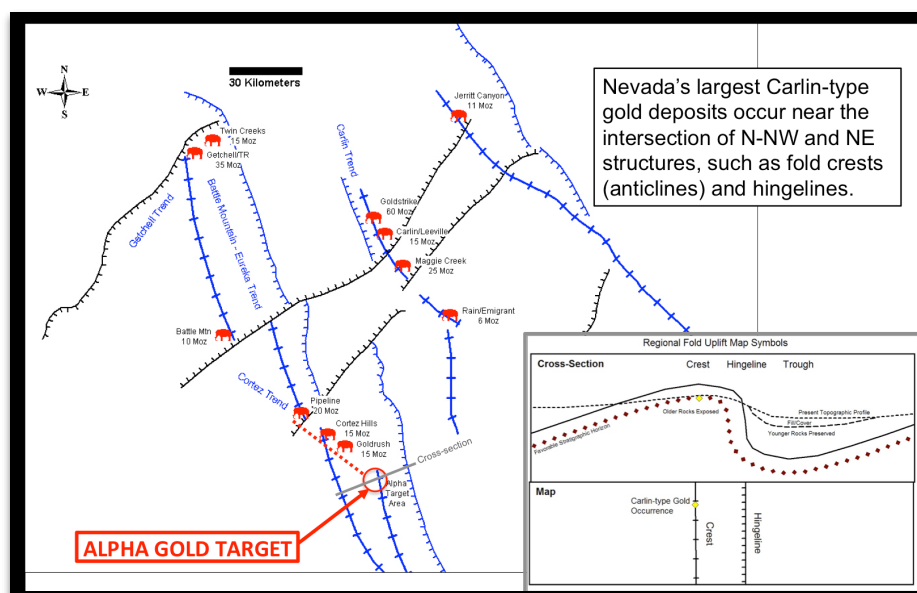 N
W
E
S
30 Kilometers
Nevada's largest Carlin-type
gold deposits occur near the
intersection of N-NW and NE
structures, such as fold crests
(anticlines) and hingelines.
Jerritt Canyon
11 Moz
Twin Creeks
15 Moz
Getchell/TR
35 Moz
Carlin Trend
Getchell Trend
Battle Mountain - Eureka Trend
Goldstrike
60 Moz
Carlin/Leeville
15 Moz
Maggie Creek
25 Moz
Rain/Emigrant
6 Moz
Battle Mtn
10 Moz
Cortez Trend
Pipeline
20 Moz
Cortez Hills
15 Moz
Goldrush
15 Moz
Cross-section
Alpha
Target
Area
ALPHA GOLD TARGET
Regional Fold Uplift Map Symbols
Cross-Section
Crest
Hingeline
Trough
Older Rocks Exposed
Present Topographic Profile
Fill/Cover
Younger Rocks Preserved
Favorable Stratigraphic Horizon
Map
Carlin-type Gold
Occurrence
Crest
Hingeline